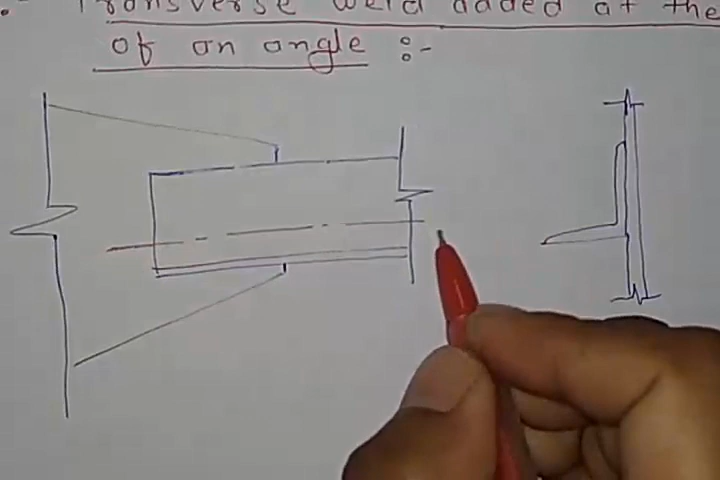 Transverse weld added at the
of an angle :-